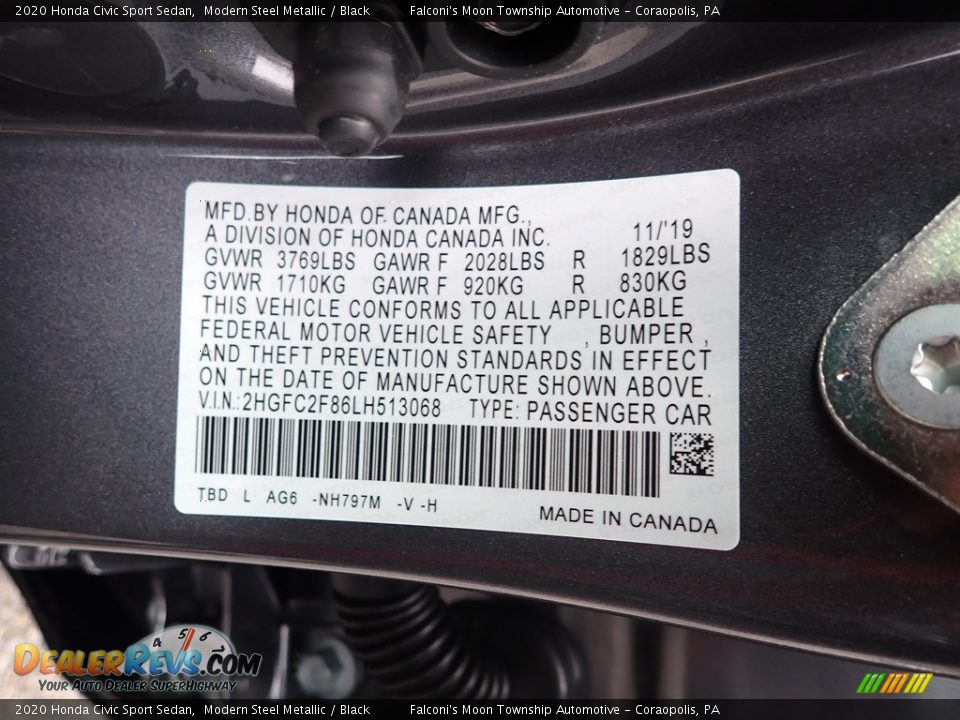 2020 Honda Civic Sport Sedan, Modern Steel Metallic / Black Falconi's Moon Township Automotive - Coraopolis, PA
MFD.BY HONDA OF CANADA MFG.,
A DIVISION OF HONDA CANADA INC. 11/'19
GVWR 3769LBS GAWR F 2028LBS R 1829LBS
GVWR 1710KG GAWR F 920KG R 830KG
THIS VEHICLE CONFORMS TO ALL APPLICABLE
FEDERAL MOTOR VEHICLE SAFETY , BUMPER ,
AND THEFT PREVENTION STANDARDS IN EFFECT
ON THE DATE OF MANUFACTURE SHOWN ABOVE.
V.I.N.:2HGFC2F86LH513068 TYPE: PASSENGER CAR
TBD L AG6 -NH797M -V -H
MADE IN CANADA
4 5 6
DEALERREVS.COM
YOUR AUTO DEALER SUPERHIGHWAY
2020 Honda Civic Sport Sedan, Modern Steel Metallic / Black Falconi's Moon Township Automotive - Coraopolis, PA